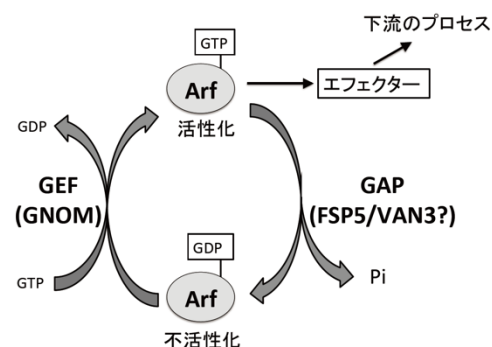 下流のプロセス
GTP
Arf
エフェクター
活性化
GDP
GEF
(GNOM)
GAP
(FSP5/VAN3?)
GDP
GTP
Arf
Pi
不活性化